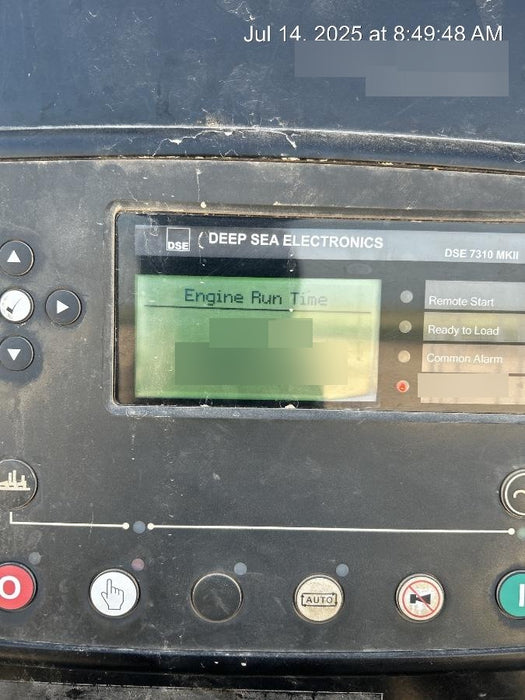 Jul 14, 2025 at 8:49:48 AM
DSE
DEEP SEA ELECTRONICS
DSE 7310 MKII
Engine Run Time
Remote Start
Ready to Load
Common Alarm
O
AUTO
I